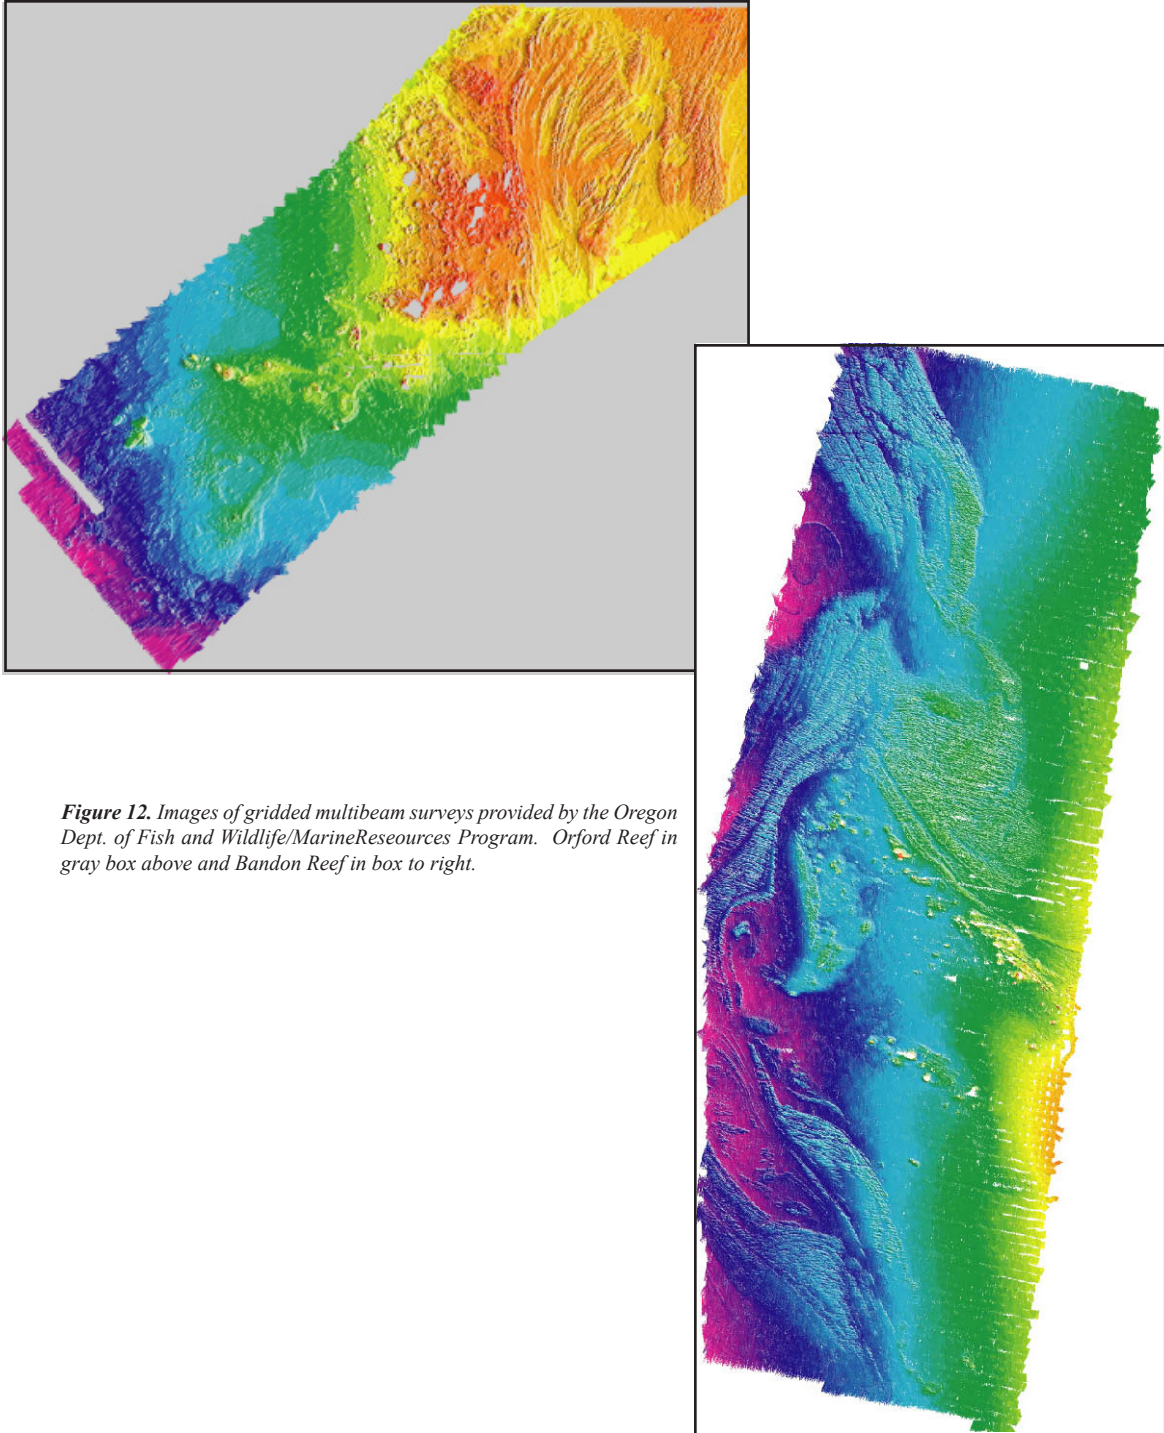 Figure 12. Images of gridded multibeam surveys provided by the Oregon
Dept. of Fish and Wildlife/MarineReseources Program. Orford Reef in
gray box above and Bandon Reef in box to right.